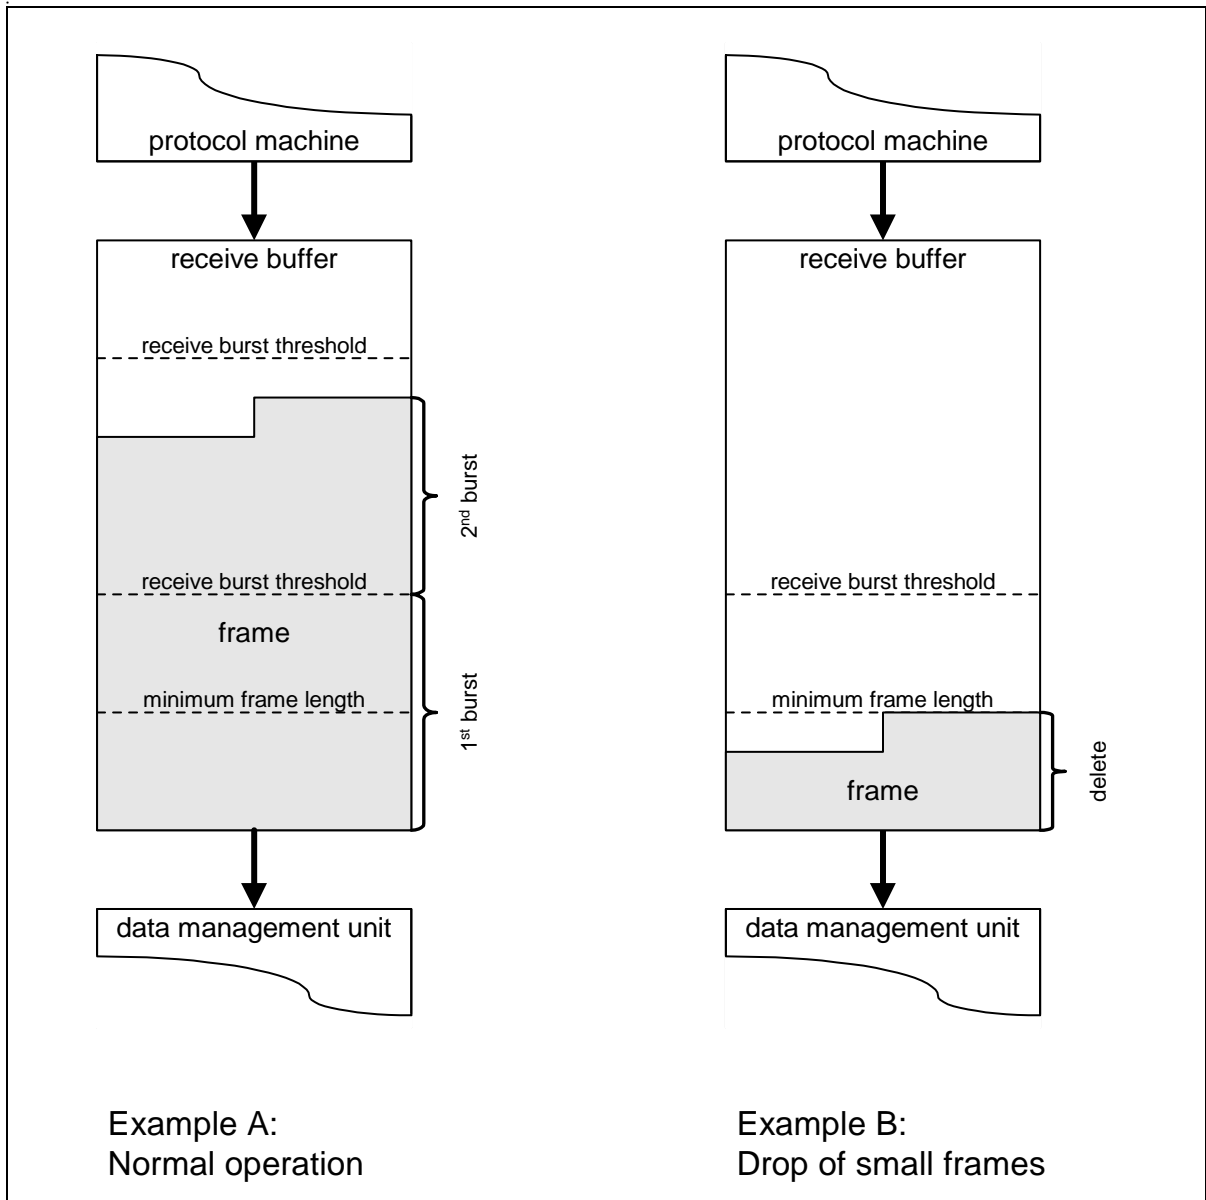 protocol machine
receive buffer
receive burst threshold
2nd burst
receive burst threshold
frame
minimum frame length
1st burst
data management unit
Example A:
Normal operation
protocol machine
receive buffer
receive burst threshold
minimum frame length
frame
delete
data management unit
Example B:
Drop of small frames